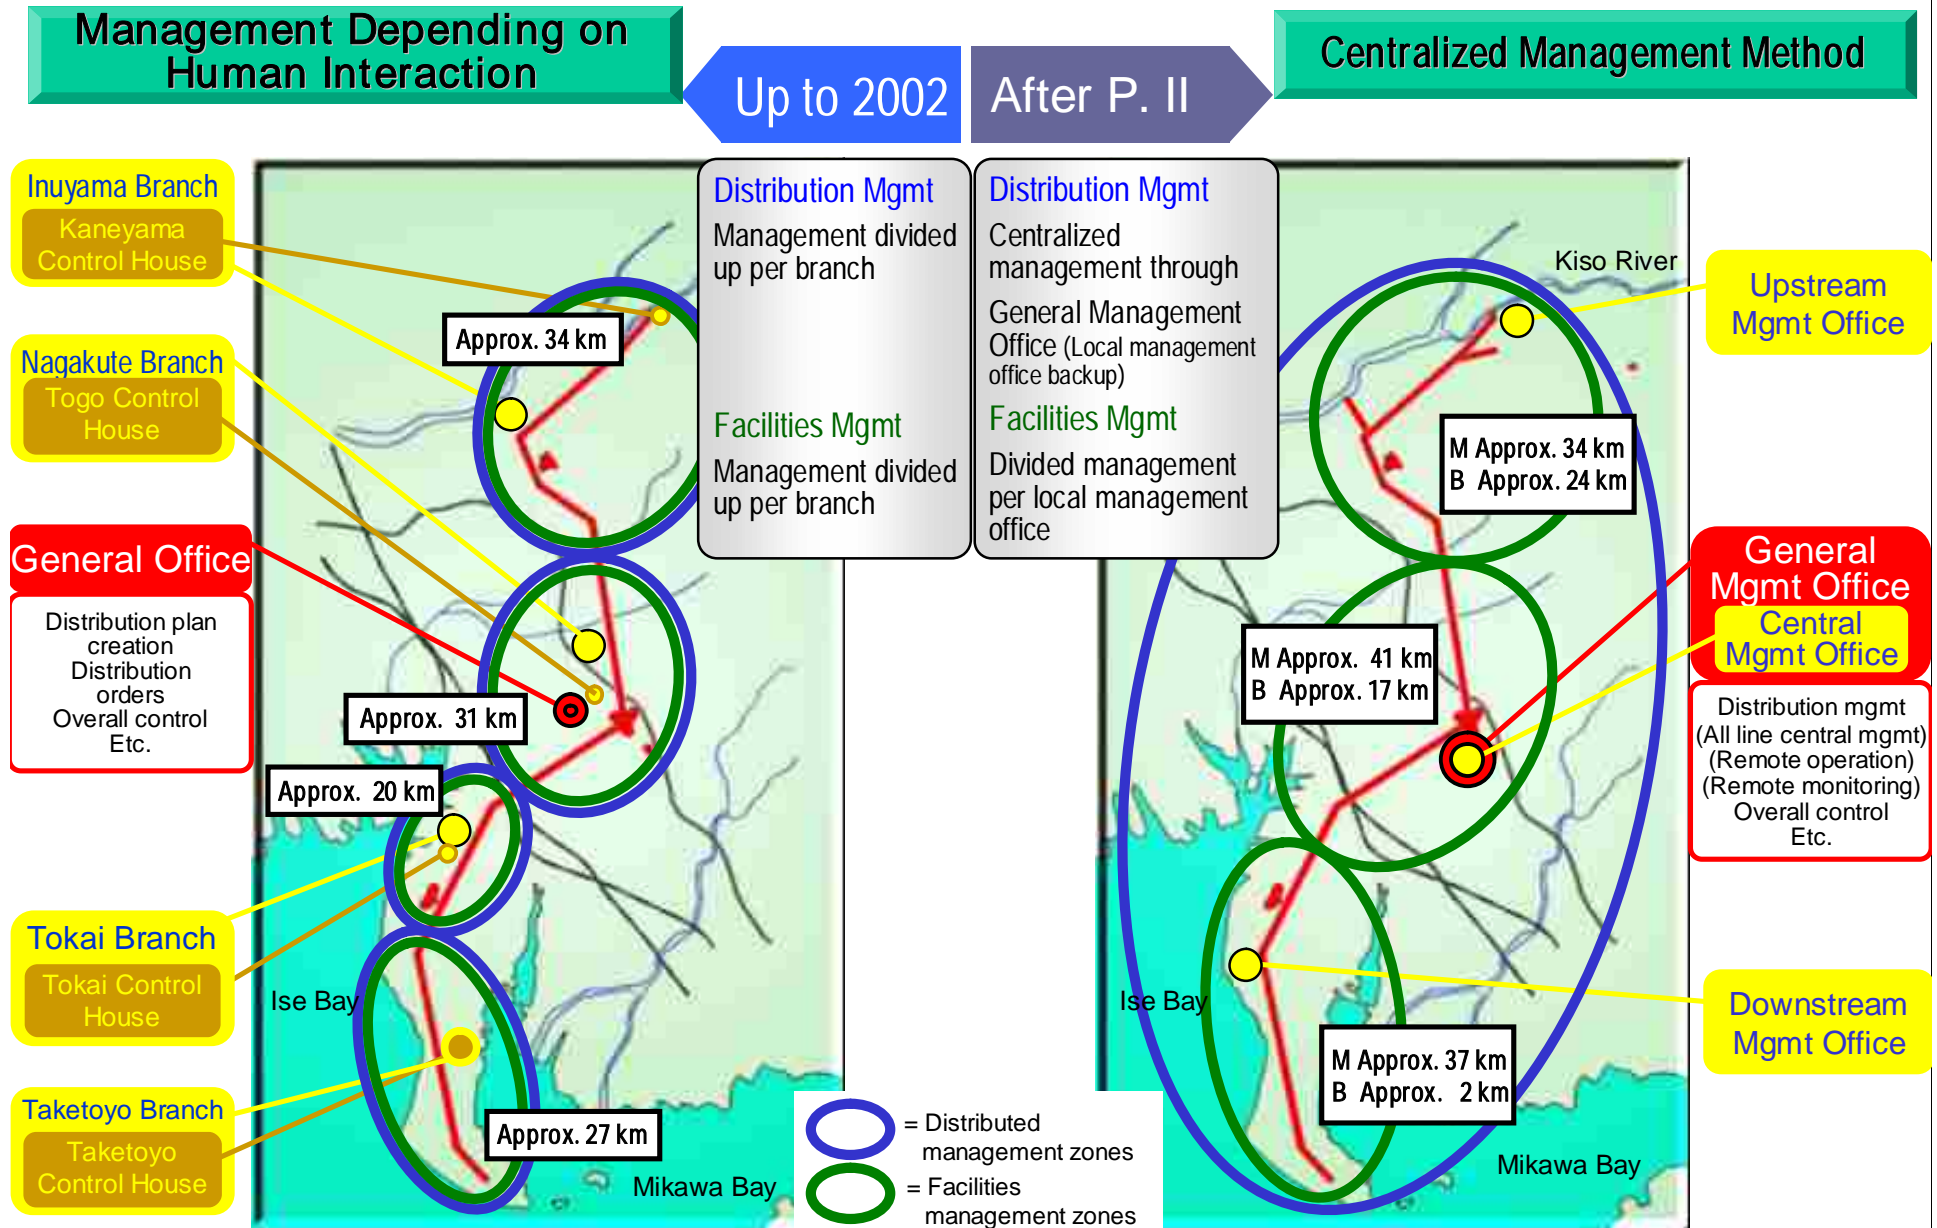 Management Depending on
Human Interaction
Up to 2002
After P. II
Centralized Management Method
Inuyama Branch
Kaneyama
Control House
Nagakute Branch
Togo Control
House
General Office
Distribution plan
creation
Distribution
orders
Overall control
Etc.
Tokai Branch
Tokai Control
House
Taketoyo Branch
Taketoyo
Control House
Approx. 34 km
Approx. 31 km
Approx. 20 km
Approx. 27 km
Ise Bay
Mikawa Bay
Distribution Mgmt
Management divided
up per branch
Facilities Mgmt
Management divided
up per branch
Distribution Mgmt
Centralized
management through
General Management
Office (Local management
office backup)
Facilities Mgmt
Divided management
per local management
office
= Distributed
management zones
= Facilities
management zones
Kiso River
M Approx. 34 km
B Approx. 24 km
M Approx. 41 km
B Approx. 17 km
M Approx. 37 km
B Approx. 2 km
Ise Bay
Mikawa Bay
Upstream
Mgmt Office
General
Mgmt Office
Central
Mgmt Office
Distribution mgmt
(All line central mgmt)
(Remote operation)
(Remote monitoring)
Overall control
Etc.
Downstream
Mgmt Office